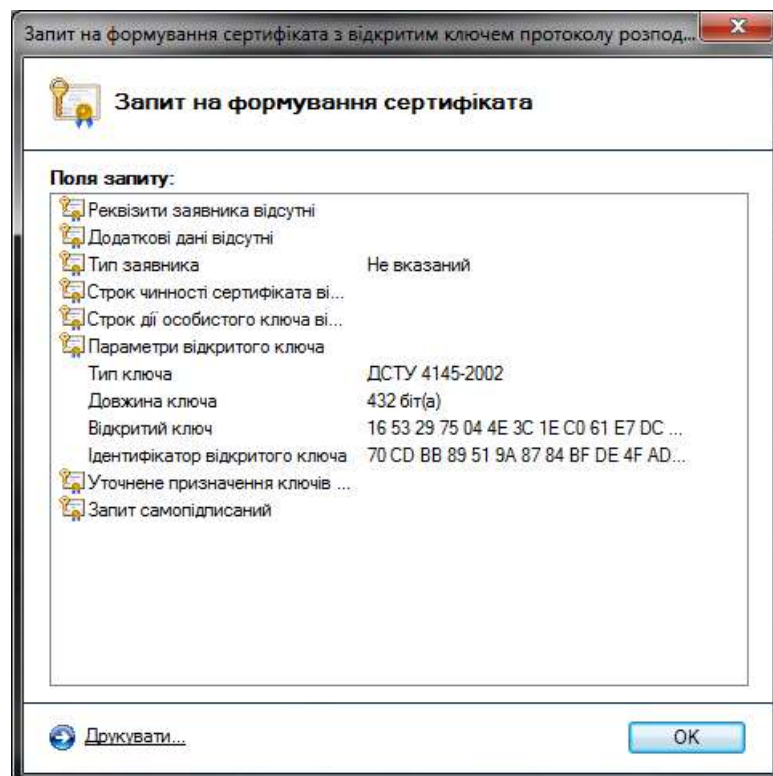 Запит на формування сертифіката з відкритим ключем протоколу розпод...
Запит на формування сертифіката
Поля запиту:
Реквізити заявника відсутні
Додаткові дані відсутні
Тип заявника Не вказаний
Строк чинності сертифіката ві...
Строк дії особистого ключа ві...
Параметри відкритого ключа
Тип ключа ДСТУ 4145-2002
Довжина ключа 432 біт(а)
Відкритий ключ 16 53 29 75 04 4E 3C 1E C0 61 E7 DC ...
Ідентифікатор відкритого ключа 70 CD BB 89 51 9A 87 84 BF DE 4F AD...
Уточнене призначення ключів ...
Запит самопідписаний
Друкувати...
OK